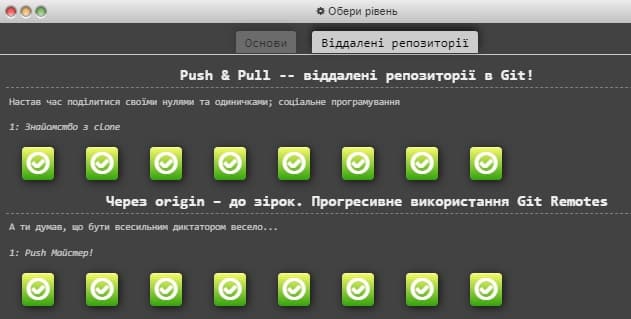 Обери рівень
Основи Віддалені репозиторії
Push & Pull -- віддалені репозиторії в Git!
Настав час поділитися своїми нулями та одиничками; соціальне програмування
1: Знайомство з clone
Через origin – до зірок. Прогресивне використання Git Remotes
А ти думав, що бути всесильним диктатором весело...
1: Push Майстер!